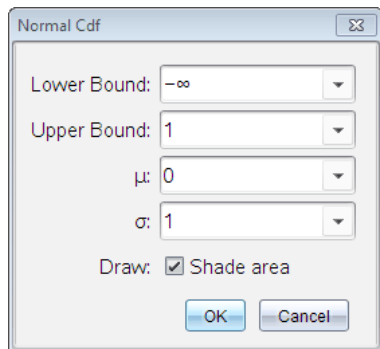 Normal Cdf
Lower Bound: -∞
Upper Bound: 1
μ: 0
σ: 1
Draw: Shade area
OK Cancel